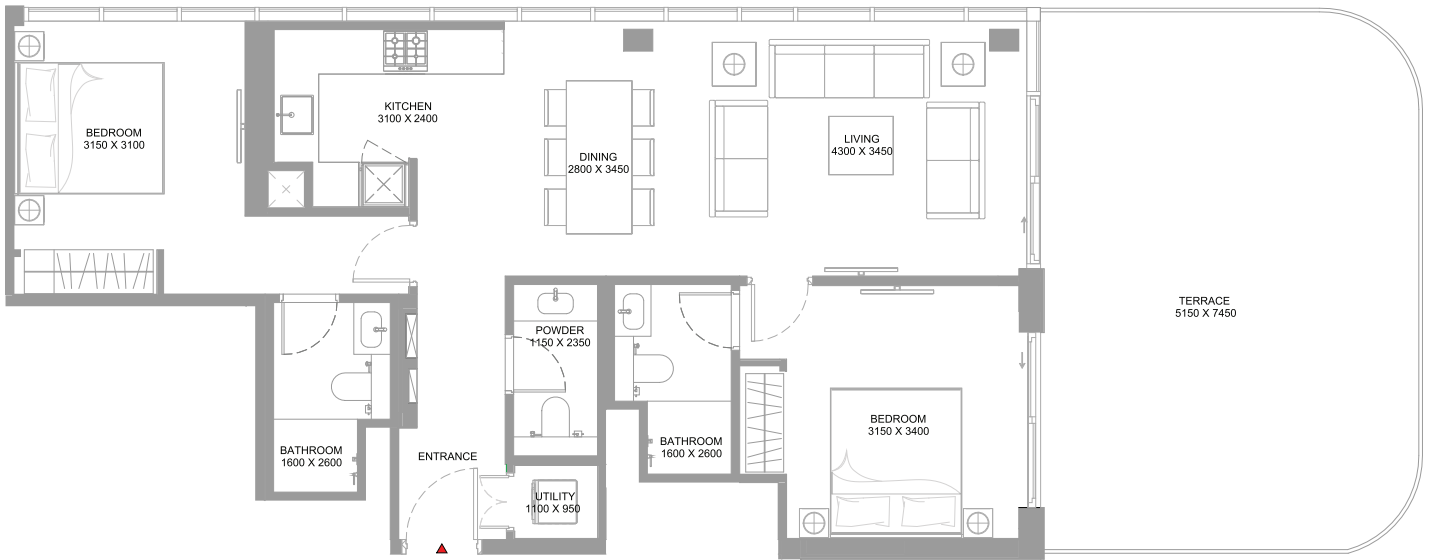 BEDROOM
3150 X 3100
KITCHEN
3100 X 2400
DINING
2800 X 3450
LIVING
4300 X 3450
TERRACE
5150 X 7450
POWDER
1150 X 2350
BEDROOM
3150 X 3400
BATHROOM
1600 X 2600
ENTRANCE
BATHROOM
1600 X 2600
UTILITY
1100 X 950